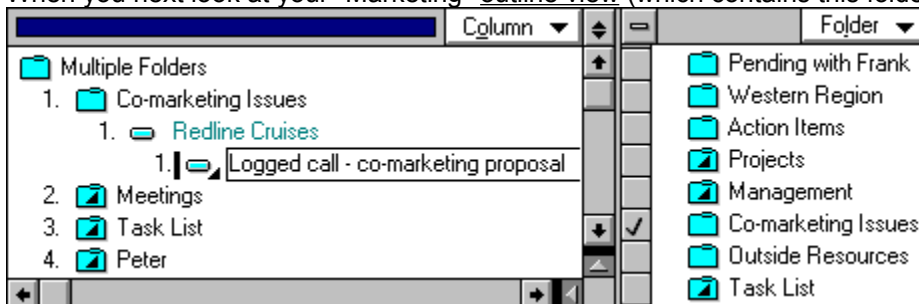 When you next look at your "Marketing" outline view (which contains this folde
Column
Multiple Folders
1. Co-marketing Issues
1. Redline Cruises
1. Logged call - co-marketing proposal
2. Meetings
3. Task List
4. Peter
Folder
Pending with Frank
Western Region
Action Items
Projects
Management
Co-marketing Issues
Outside Resources
Task List